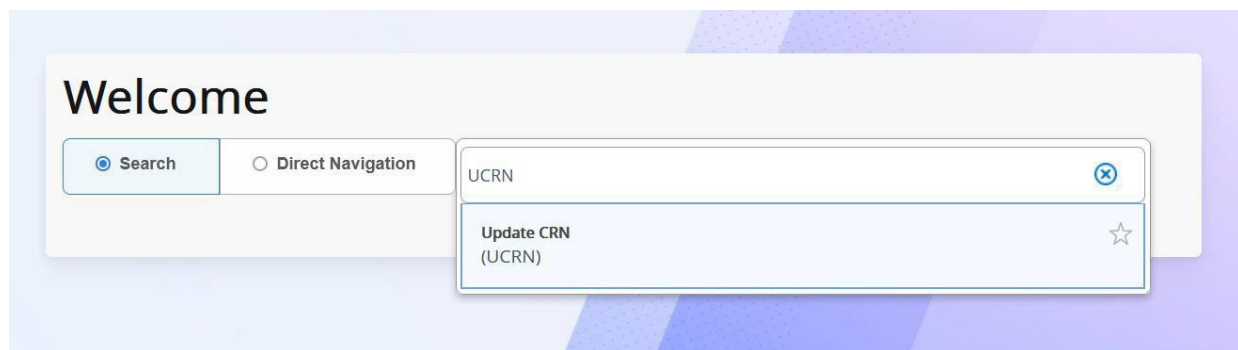 Welcome
Search
Direct Navigation
UCRN
Update CRN
(UCRN)